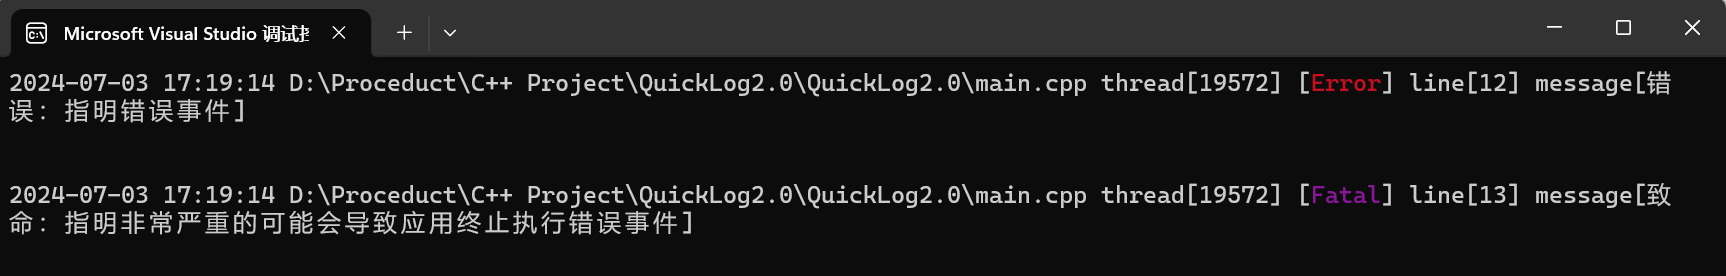 Microsoft Visual Studio 调试
2024-07-03 17:19:14 D:\Proceduct\C++ Project\QuickLog2.0\QuickLog2.0\main.cpp thread[19572] [Error] line[12] message[错
误: 指明错误事件]
2024-07-03 17:19:14 D:\Proceduct\C++ Project\QuickLog2.0\QuickLog2.0\main.cpp thread[19572] [Fatal] line[13] message[致
命: 指明非常严重的可能会导致应用终止执行错误事件]